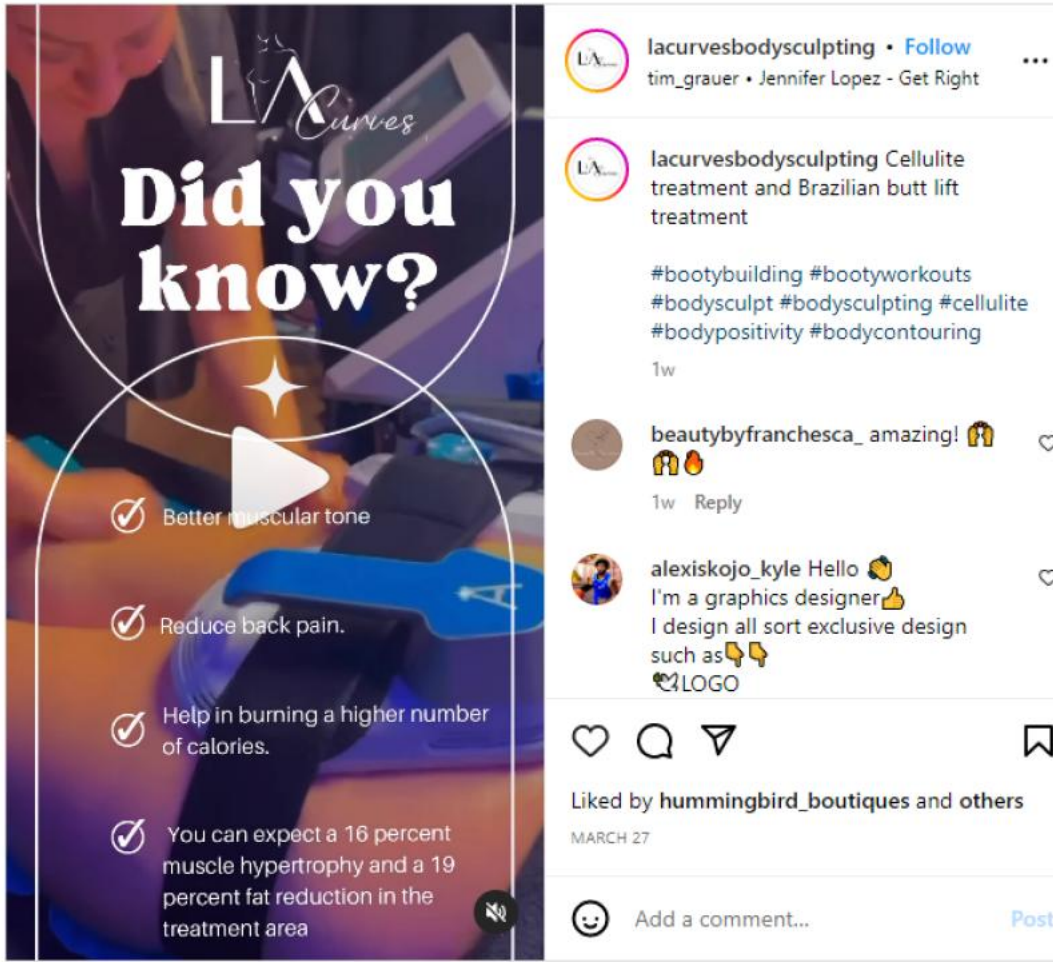 LA
Curves
Did you
know?
Better muscular tone
Reduce back pain.
Help in burning a higher number
of calories.
You can expect a 16 percent
muscle hypertrophy and a 19
percent fat reduction in the
treatment area
lacurvesbodysculpting • Follow
tim_grauer • Jennifer Lopez - Get Right
lacurvesbodysculpting Cellulite
treatment and Brazilian butt lift
treatment
#bootybuilding #bootyworkouts
#bodysculpt #bodysculpting #cellulite
#bodypositivity #bodycontouring
1w
beautybyfranchesca_ amazing! 🙌
🙌🔥
1w Reply
alexiskojo_kyle Hello 👏
I'm a graphics designer👍
I design all sort exclusive design
such as👇👇
🕊LOGO
Liked by hummingbird_boutiques and others
MARCH 27
Add a comment...
Post